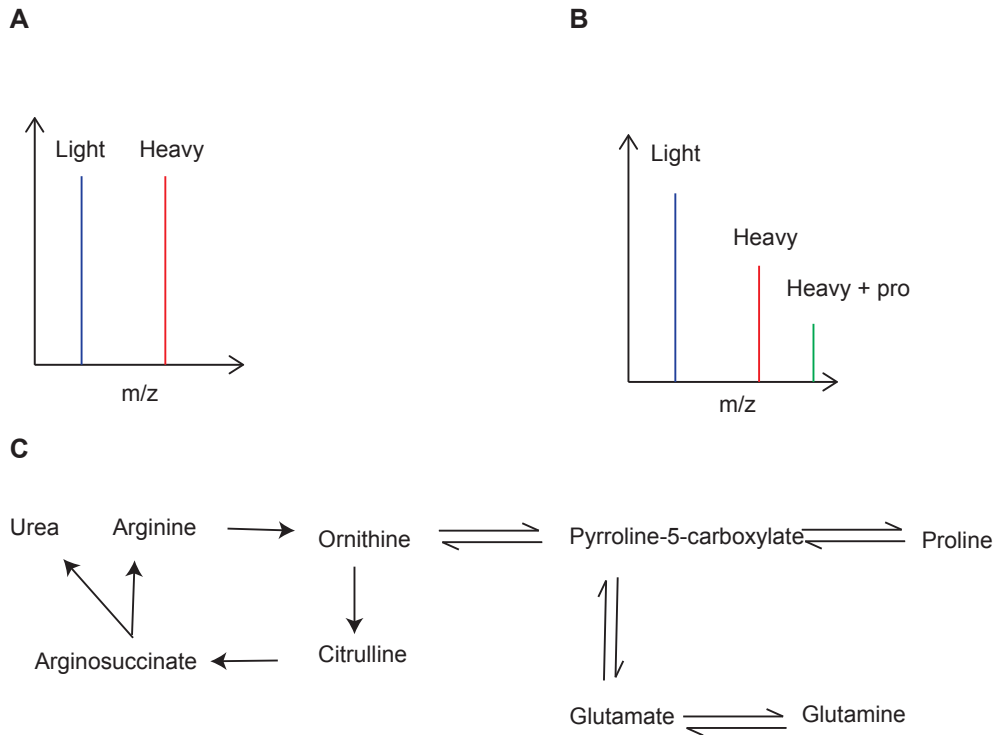 A
B
Light
Heavy
m/z
Light
Heavy
Heavy + pro
m/z
C
Urea
Arginine
Ornithine
Pyrroline-5-carboxylate
Proline
Arginosuccinate
Citrulline
Glutamate
Glutamine